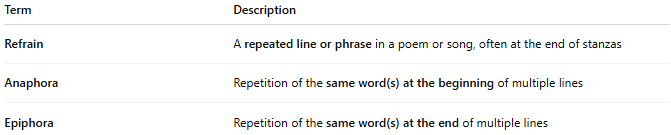 Term Description
Refrain A repeated line or phrase in a poem or song, often at the end of stanzas
Anaphora Repetition of the same word(s) at the beginning of multiple lines
Epiphora Repetition of the same word(s) at the end of multiple lines